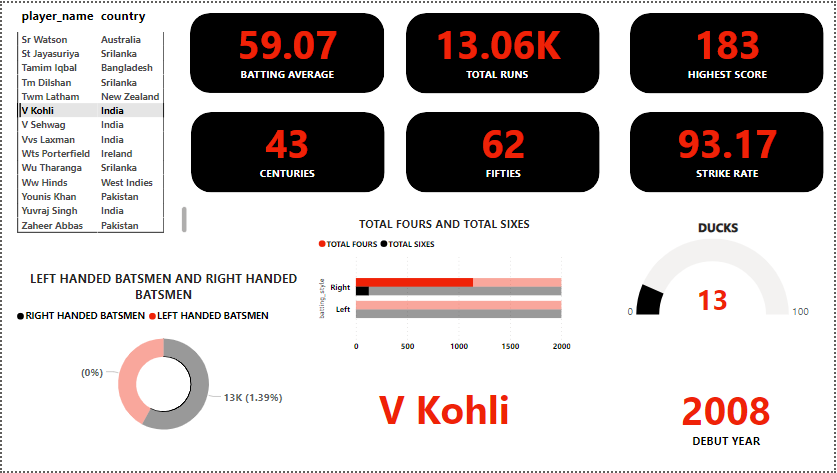 player_name country
Sr Watson Australia
St Jayasuriya Srilanka
Tamim Iqbal Bangladesh
Tm Dilshan Srilanka
Twm Latham New Zealand
V Kohli India
V Sehwag India
Vvs Laxman India
Wts Porterfield Ireland
Wu Tharanga Srilanka
Ww Hinds West Indies
Younis Khan Pakistan
Yuvraj Singh India
Zaheer Abbas Pakistan
59.07
BATTING AVERAGE
13.06K
TOTAL RUNS
183
HIGHEST SCORE
43
CENTURIES
62
FIFTIES
93.17
STRIKE RATE
TOTAL FOURS AND TOTAL SIXES
TOTAL FOURS TOTAL SIXES
batting_style
Right
Left
0 500 1000 1500 2000
DUCKS
13
0 100
LEFT HANDED BATSMEN AND RIGHT HANDED
BATSMEN
RIGHT HANDED BATSMEN LEFT HANDED BATSMEN
(0%)
13K (1.39%)
V Kohli
2008
DEBUT YEAR